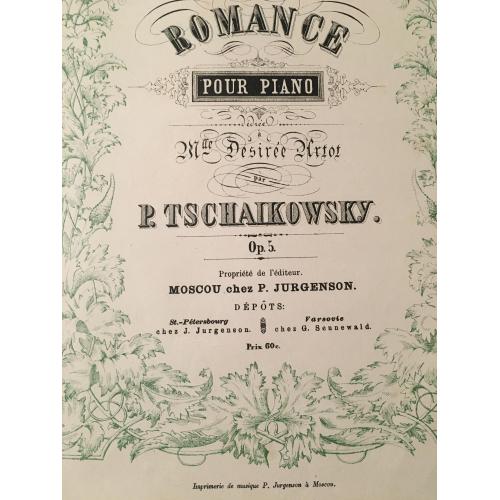 ROMANCE
POUR PIANO
dédiée
à
Mlle Désirée Artot
par
P. TSCHAIKOWSKY.
Op. 5.
Propriété de l'éditeur.
MOSCOU chez P. JURGENSON.
DÉPÔTS:
St.-Pétersbourg Varsovie
chez J. Jurgenson. chez G. Sennewald.
Prix 60c.
Imprimerie de musique P. Jurgenson à Moscou.